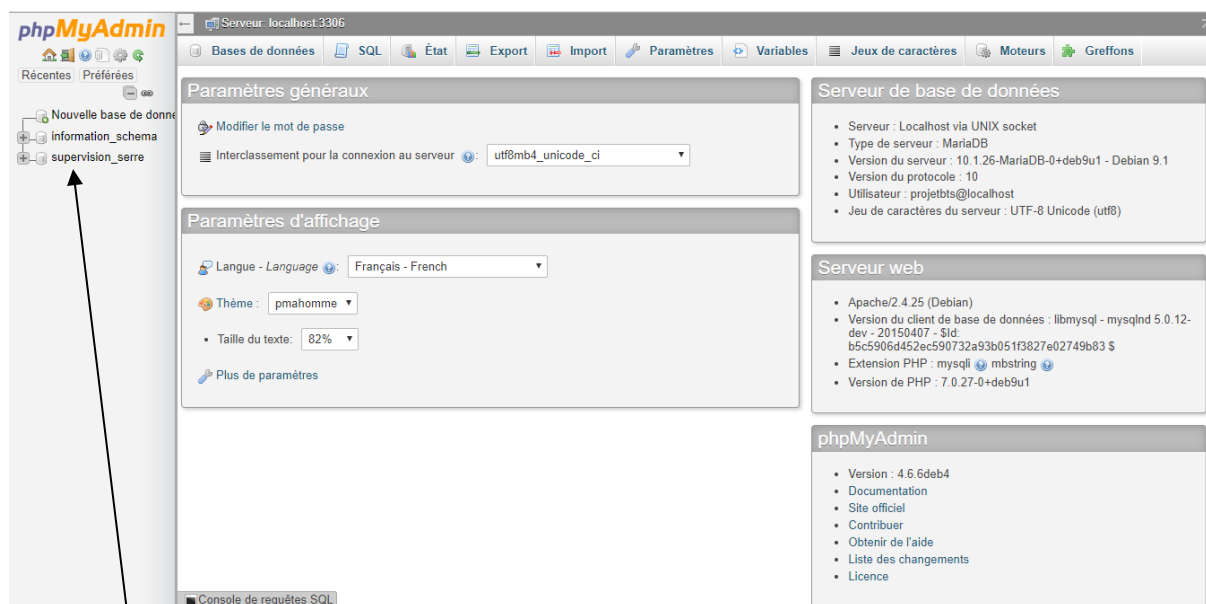 phpMyAdmin
Récentes Préférées
Nouvelle base de donne
information_schema
supervision_serre
Serveur: localhost:3306
Bases de données SQL État Export Import Paramètres Variables Jeux de caractères Moteurs Greffons
Paramètres généraux
Modifier le mot de passe
Interclassement pour la connexion au serveur : utf8mb4_unicode_ci
Paramètres d'affichage
Langue - Language : Français - French
Thème : pmahomme
Taille du texte: 82%
Plus de paramètres
Serveur de base de données
Serveur : Localhost via UNIX socket
Type de serveur : MariaDB
Version du serveur : 10.1.26-MariaDB-0+deb9u1 - Debian 9.1
Version du protocole : 10
Utilisateur : projetbts@localhost
Jeu de caractères du serveur : UTF-8 Unicode (utf8)
Serveur web
Apache/2.4.25 (Debian)
Version du client de base de données : libmysql - mysqlnd 5.0.12-
dev - 20150407 - $Id:
b5c5906d452ec590732a93b051f3827e02749b83 $
Extension PHP : mysqli mbstring
Version de PHP : 7.0.27-0+deb9u1
phpMyAdmin
Version : 4.6.6deb4
Documentation
Site officiel
Contribuer
Obtenir de l'aide
Liste des changements
Licence
Console de requêtes SQL